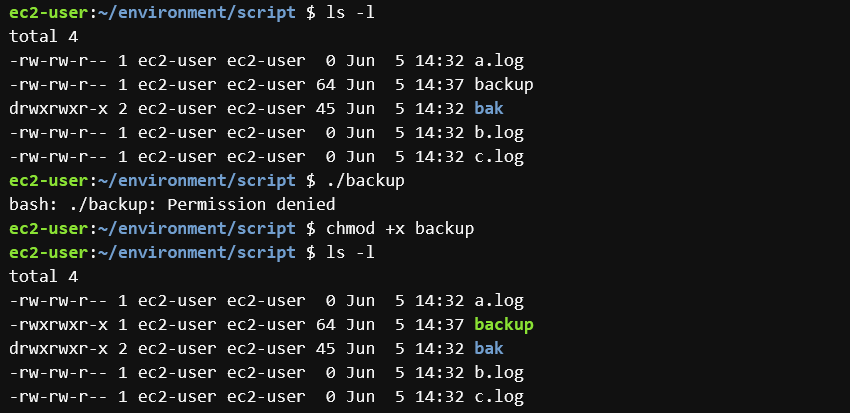 ec2-user:~/environment/script $ ls -l
total 4
-rw-rw-r-- 1 ec2-user ec2-user  0 Jun  5 14:32 a.log
-rw-rw-r-- 1 ec2-user ec2-user 64 Jun  5 14:37 backup
drwxrwxr-x 2 ec2-user ec2-user 45 Jun  5 14:32 bak
-rw-rw-r-- 1 ec2-user ec2-user  0 Jun  5 14:32 b.log
-rw-rw-r-- 1 ec2-user ec2-user  0 Jun  5 14:32 c.log
ec2-user:~/environment/script $ ./backup
bash: ./backup: Permission denied
ec2-user:~/environment/script $ chmod +x backup
ec2-user:~/environment/script $ ls -l
total 4
-rw-rw-r-- 1 ec2-user ec2-user  0 Jun  5 14:32 a.log
-rwxrwxr-x 1 ec2-user ec2-user 64 Jun  5 14:37 backup
drwxrwxr-x 2 ec2-user ec2-user 45 Jun  5 14:32 bak
-rw-rw-r-- 1 ec2-user ec2-user  0 Jun  5 14:32 b.log
-rw-rw-r-- 1 ec2-user ec2-user  0 Jun  5 14:32 c.log